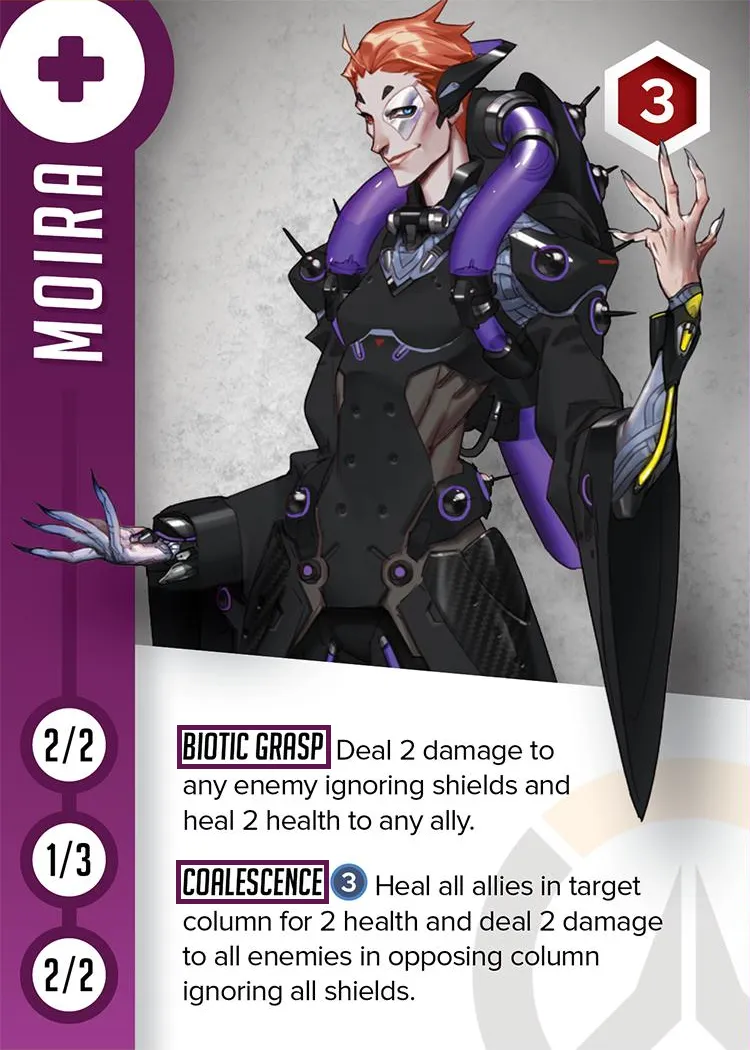 3
MOIRA
2/2
1/3
2/2
BIOTIC GRASP Deal 2 damage to
any enemy ignoring shields and
heal 2 health to any ally.
COALESCENCE 3 Heal all allies in target
column for 2 health and deal 2 damage
to all enemies in opposing column
ignoring all shields.